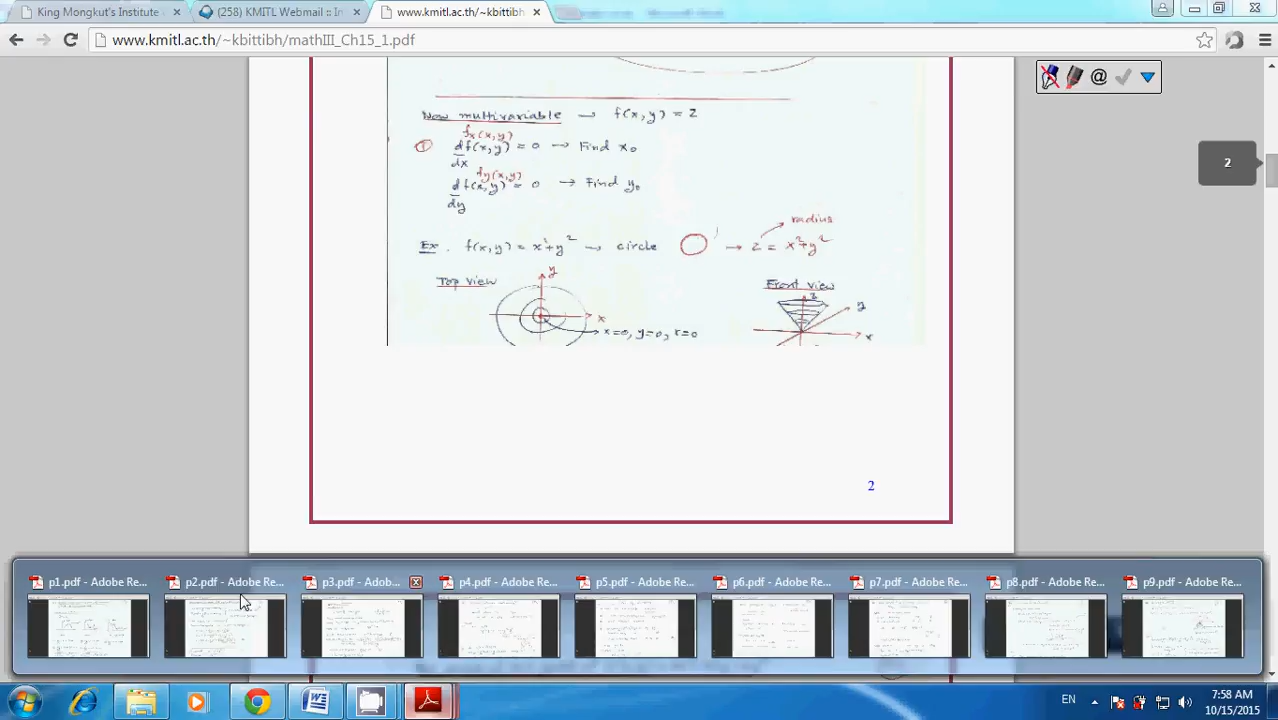 King Mongkut's Institute
(258) KMITL Webmail :: In
www.kmitl.ac.th/~kbittibh
www.kmitl.ac.th/~kbittibh/mathIII_Ch15_1.pdf
@
2
Now multivariable → f(x,y) = z
fx(x,y)
① df(x,y) = 0 → Find x₀
dx
fy(x,y)
df(x,y) = 0 → Find y₀
dy
radius
Ex. f(x,y) = x²+y² → circle → z = x²+y²
Top view
Front view
y
z
y
x
x=0, y=0, r=0
x
2
p1.pdf - Adobe Re...
p2.pdf - Adobe Re...
p3.pdf - Adob...
p4.pdf - Adobe Re...
p5.pdf - Adobe Re...
p6.pdf - Adobe Re...
p7.pdf - Adobe Re...
p8.pdf - Adobe Re...
p9.pdf - Adobe Re...
EN
7:58 AM
10/15/2015